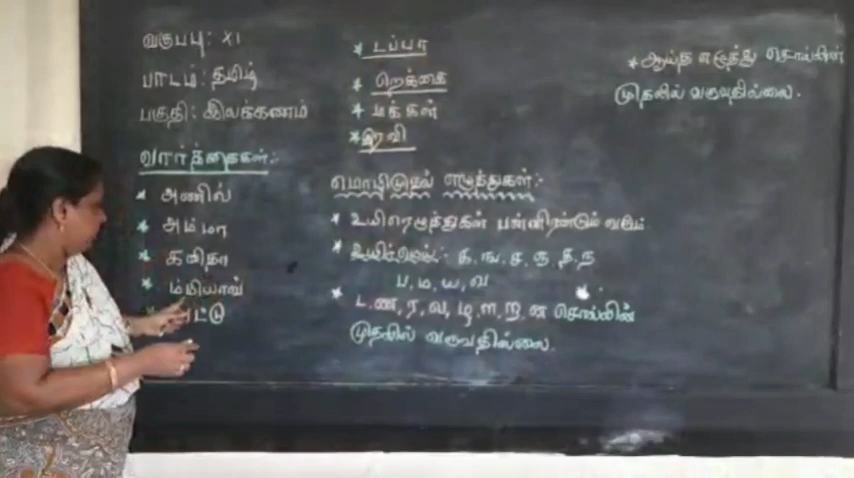 வகுப்பு: XI
பாடம்: தமிழ்
பகுதி: இலக்கணம்
வார்த்தைகள்:-
* அணில்
* அம்மா
* கவிதா
* ம்மியாவ்
ட்டு
* டப்பா
* றெக்கை
* மக்கள்
* இரவி
மொழிமுதல் எழுத்துகள்:-
* உயிரெழுத்துகள் பன்னிரண்டும் வரும்.
* க, ங, ச, ஞ, த, ந
ப, ம, ய, வ
* ட, ண, ர, ல, ழ, ள, ற, ன சொல்லின்
முதலில் வருவதில்லை.
* ஆய்த எழுத்து சொல்லின்
முதலில் வருவதில்லை.